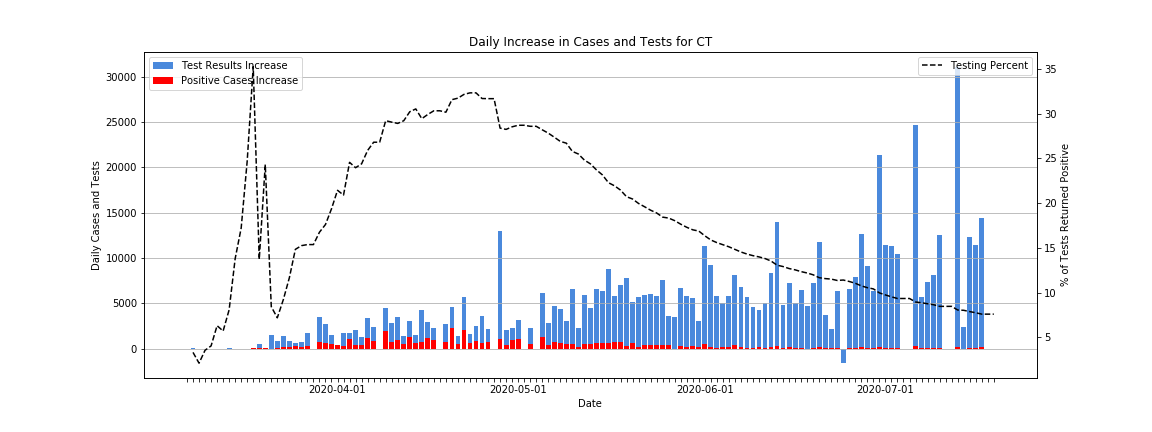 Daily Increase in Cases and Tests for CT
Test Results Increase
Positive Cases Increase
Testing Percent
30000
25000
20000
15000
10000
5000
0
35
30
25
20
15
10
5
Daily Cases and Tests
% of Tests Returned Positive
2020-04-01
2020-05-01
2020-06-01
2020-07-01
Date